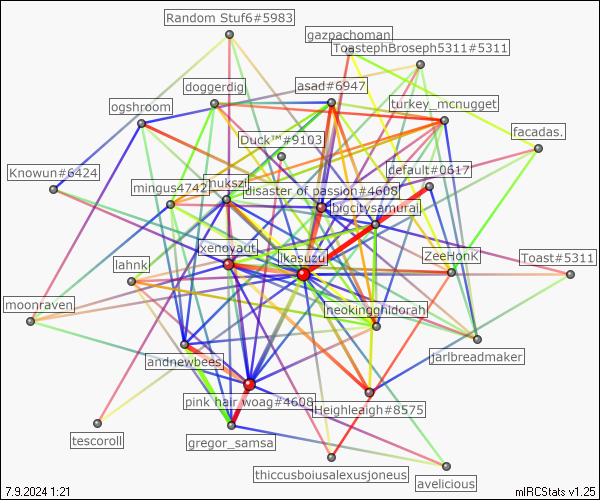 Random Stuf6#5983
gazpachoman
ToastephBroseph5311#5311
doggerdig
asad#6947
ogshroom
turkey_mcnugget
facadas.
Duck™#9103
Knowun#6424
default#0617
mingus4742
nukszi
disaster of passion#4608
bigcitysamurai
xenoyaut
lkasuzu
ZeeHonK
Toast#5311
lahnk
moonraven
neokingghidorah
jarlbreadmaker
andnewbees
pink hair woag#4608
Heighleaigh#8575
tescoroll
gregor_samsa
thiccusboiusalexusjoneus
avelicious
7.9.2024 1:21
mIRCStats v1.25